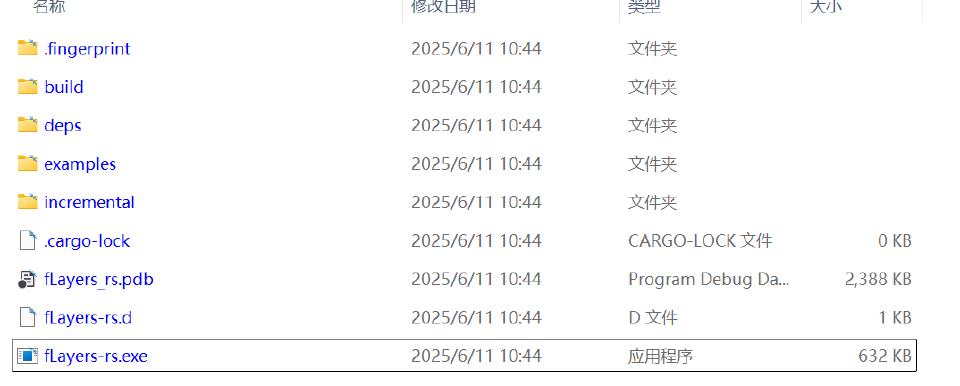 名称 修改日期 类型 大小
.fingerprint 2025/6/11 10:44 文件夹
build 2025/6/11 10:44 文件夹
deps 2025/6/11 10:44 文件夹
examples 2025/6/11 10:44 文件夹
incremental 2025/6/11 10:44 文件夹
.cargo-lock 2025/6/11 10:44 CARGO-LOCK 文件 0 KB
fLayers_rs.pdb 2025/6/11 10:44 Program Debug Da... 2,388 KB
fLayers-rs.d 2025/6/11 10:44 D 文件 1 KB
fLayers-rs.exe 2025/6/11 10:44 应用程序 632 KB